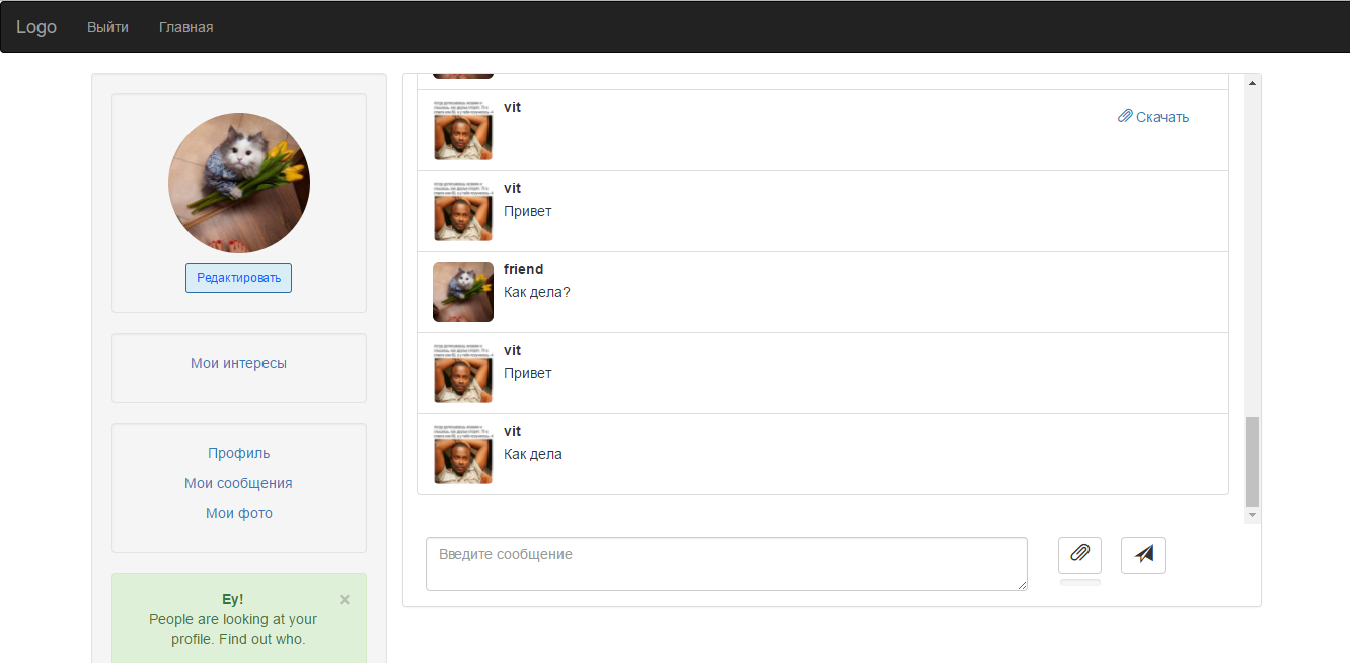 Logo
Выйти
Главная
Редактировать
Мои интересы
Профиль
Мои сообщения
Мои фото
Ey!
×
People are looking at your
profile. Find out who.
vit
Скачать
vit
Привет
friend
Как дела?
vit
Привет
vit
Как дела
Введите сообщение